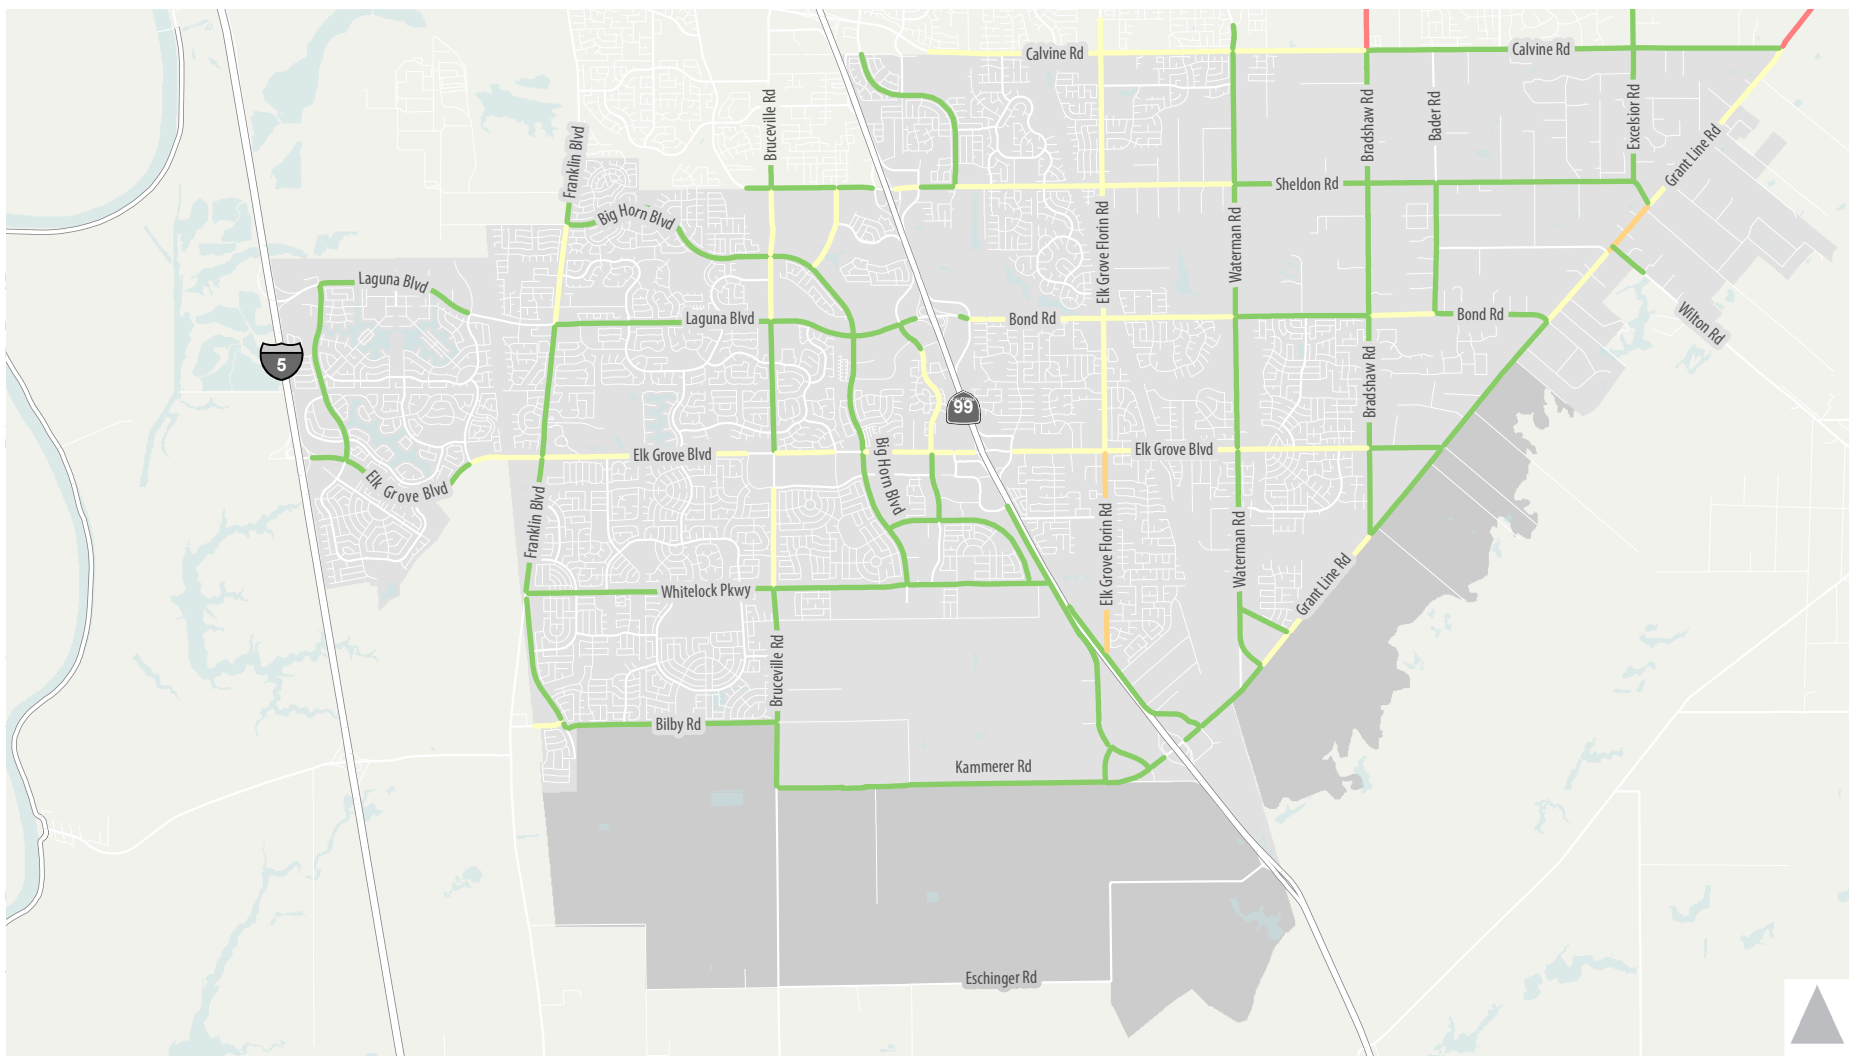 Calvine Rd
Calvine Rd
Bruceville Rd
Franklin Blvd
Bradshaw Rd
Bader Rd
Excelsior Rd
Grant Line Rd
Sheldon Rd
Big Horn Blvd
Elk Grove Florin Rd
Waterman Rd
Laguna Blvd
Laguna Blvd
Bond Rd
Bond Rd
Wilton Rd
5
99
Bradshaw Rd
Elk Grove Blvd
Elk Grove Blvd
Elk Grove Blvd
Big Horn Blvd
Franklin Blvd
Elk Grove Florin Rd
Waterman Rd
Grant Line Rd
Whitelock Pkwy
Bruceville Rd
Bilby Rd
Kammerer Rd
Eschinger Rd